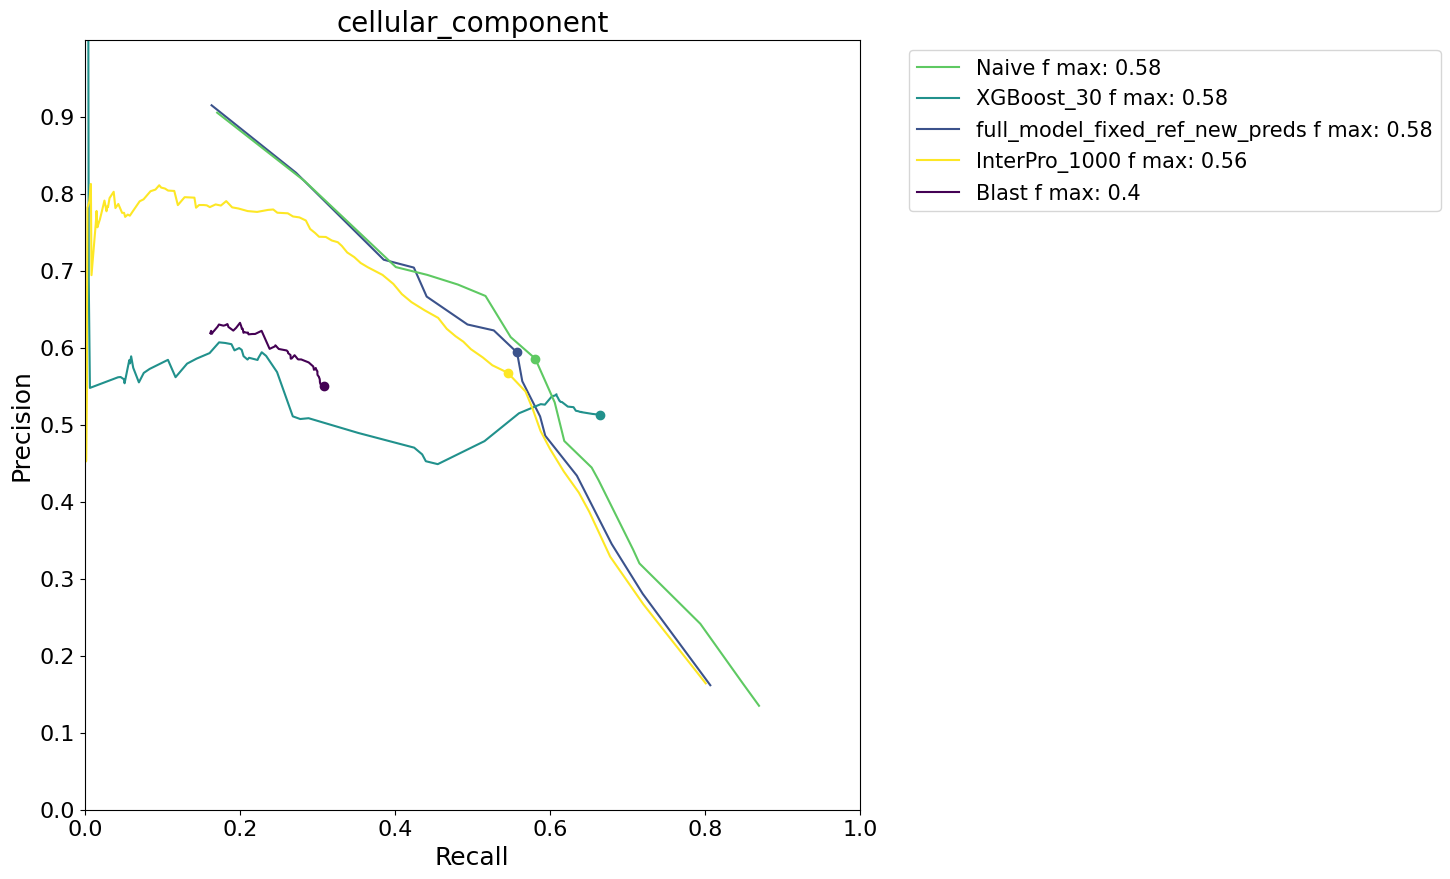 cellular_component
Naive f max: 0.58
XGBoost_30 f max: 0.58
full_model_fixed_ref_new_preds f max: 0.58
InterPro_1000 f max: 0.56
Blast f max: 0.4
Precision
0.9
0.8
0.7
0.6
0.5
0.4
0.3
0.2
0.1
0.0
0.0 0.2 0.4 0.6 0.8 1.0
Recall